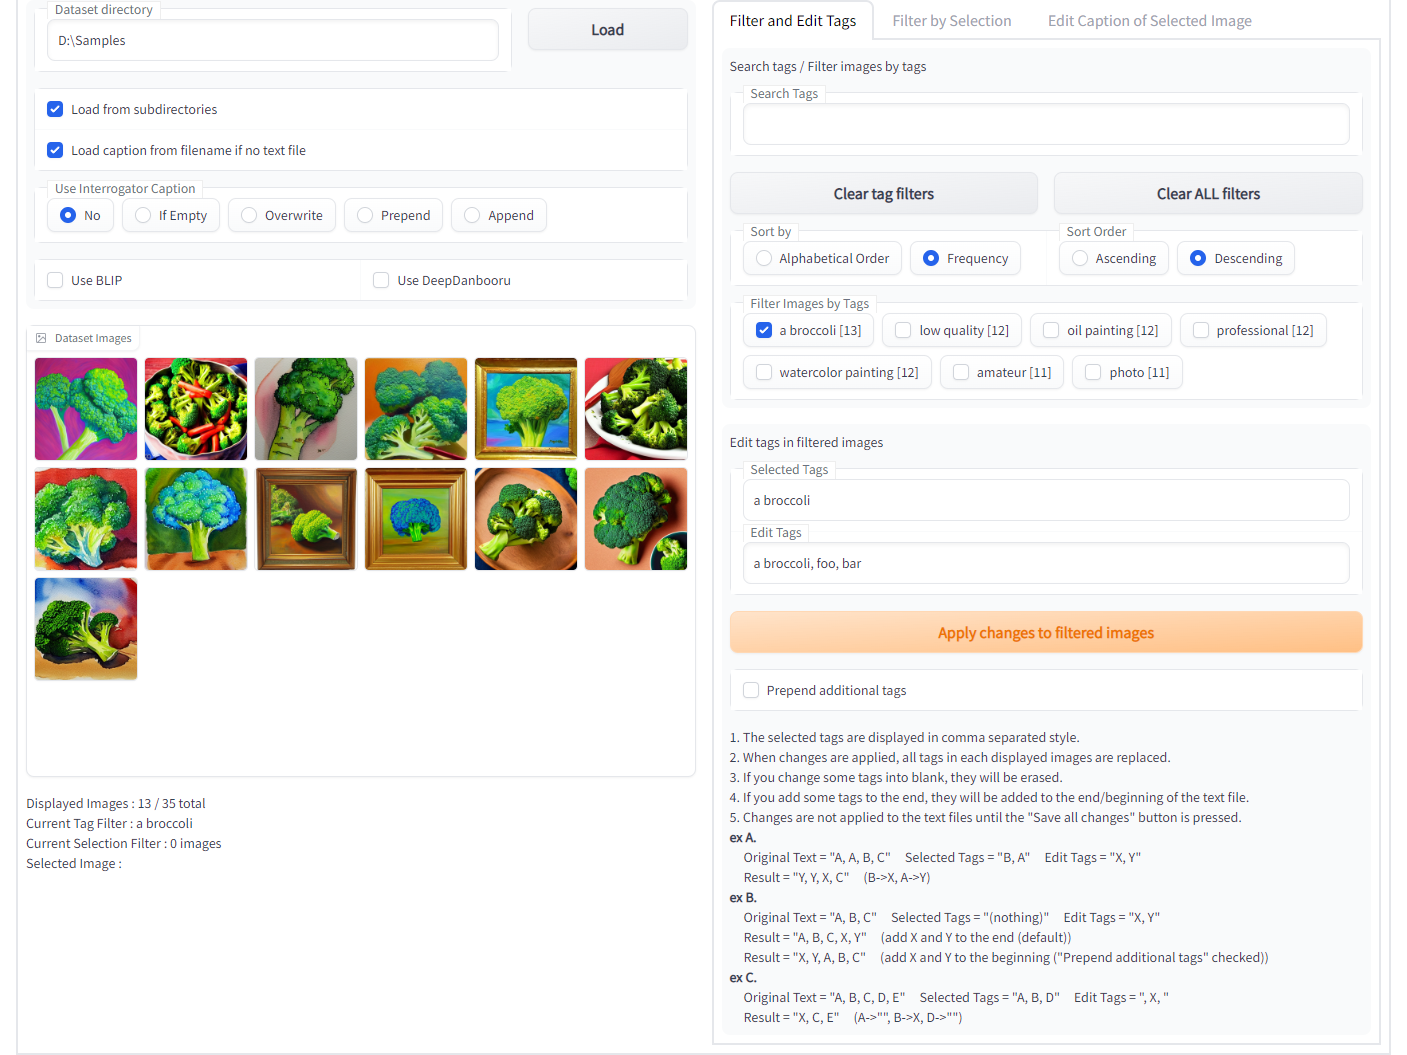 Dataset directory
D:\Samples
Load
Load from subdirectories
Load caption from filename if no text file
Use Interrogator Caption
No If Empty Overwrite Prepend Append
Use BLIP Use DeepDanbooru
Dataset Images
Displayed Images : 13 / 35 total
Current Tag Filter : a broccoli
Current Selection Filter : 0 images
Selected Image :
Filter and Edit Tags Filter by Selection Edit Caption of Selected Image
Search tags / Filter images by tags
Search Tags
Clear tag filters Clear ALL filters
Sort by Sort Order
Alphabetical Order Frequency Ascending Descending
Filter Images by Tags
a broccoli [13] low quality [12] oil painting [12] professional [12]
watercolor painting [12] amateur [11] photo [11]
Edit tags in filtered images
Selected Tags
a broccoli
Edit Tags
a broccoli, foo, bar
Apply changes to filtered images
Prepend additional tags
1. The selected tags are displayed in comma separated style.
2. When changes are applied, all tags in each displayed images are replaced.
3. If you change some tags into blank, they will be erased.
4. If you add some tags to the end, they will be added to the end/beginning of the text file.
5. Changes are not applied to the text files until the "Save all changes" button is pressed.
ex A.
Original Text = "A, A, B, C" Selected Tags = "B, A" Edit Tags = "X, Y"
Result = "Y, Y, X, C" (B->X, A->Y)
ex B.
Original Text = "A, B, C" Selected Tags = "(nothing)" Edit Tags = "X, Y"
Result = "A, B, C, X, Y" (add X and Y to the end (default))
Result = "X, Y, A, B, C" (add X and Y to the beginning ("Prepend additional tags" checked))
ex C.
Original Text = "A, B, C, D, E" Selected Tags = "A, B, D" Edit Tags = ", X, "
Result = "X, C, E" (A->"", B->X, D->"")